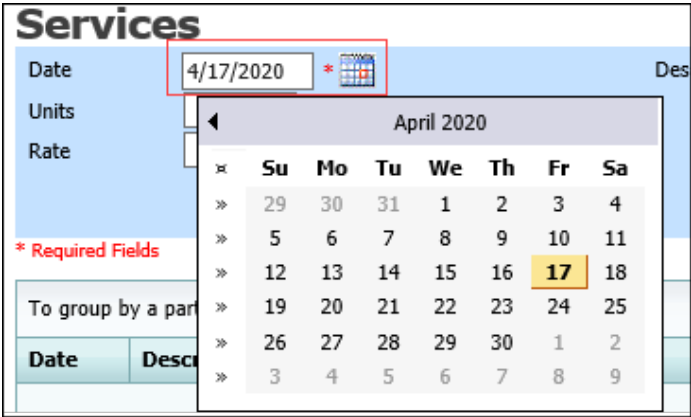 Services
Date 4/17/2020 * Des
Units
Rate
April 2020
¤ Su Mo Tu We Th Fr Sa
» 29 30 31 1 2 3 4
» 5 6 7 8 9 10 11
» 12 13 14 15 16 17 18
» 19 20 21 22 23 24 25
» 26 27 28 29 30 1 2
» 3 4 5 6 7 8 9
* Required Fields
To group by a part
Date Descr